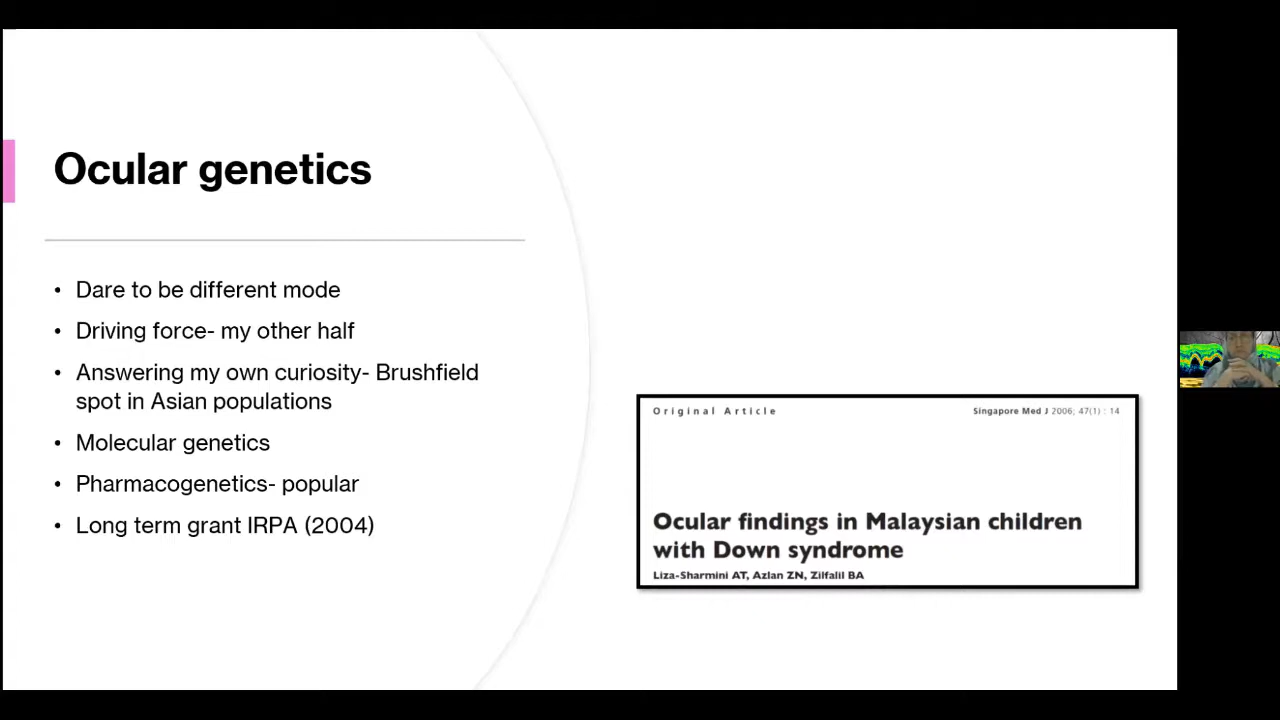 Ocular genetics
• Dare to be different mode
• Driving force- my other half
• Answering my own curiosity- Brushfield
spot in Asian populations
• Molecular genetics
• Pharmacogenetics- popular
• Long term grant IRPA (2004)
Original Article
Singapore Med J 2006; 47(1) : 14
Ocular findings in Malaysian children
with Down syndrome
Liza-Sharmini AT, Azlan ZN, Zilfalil BA